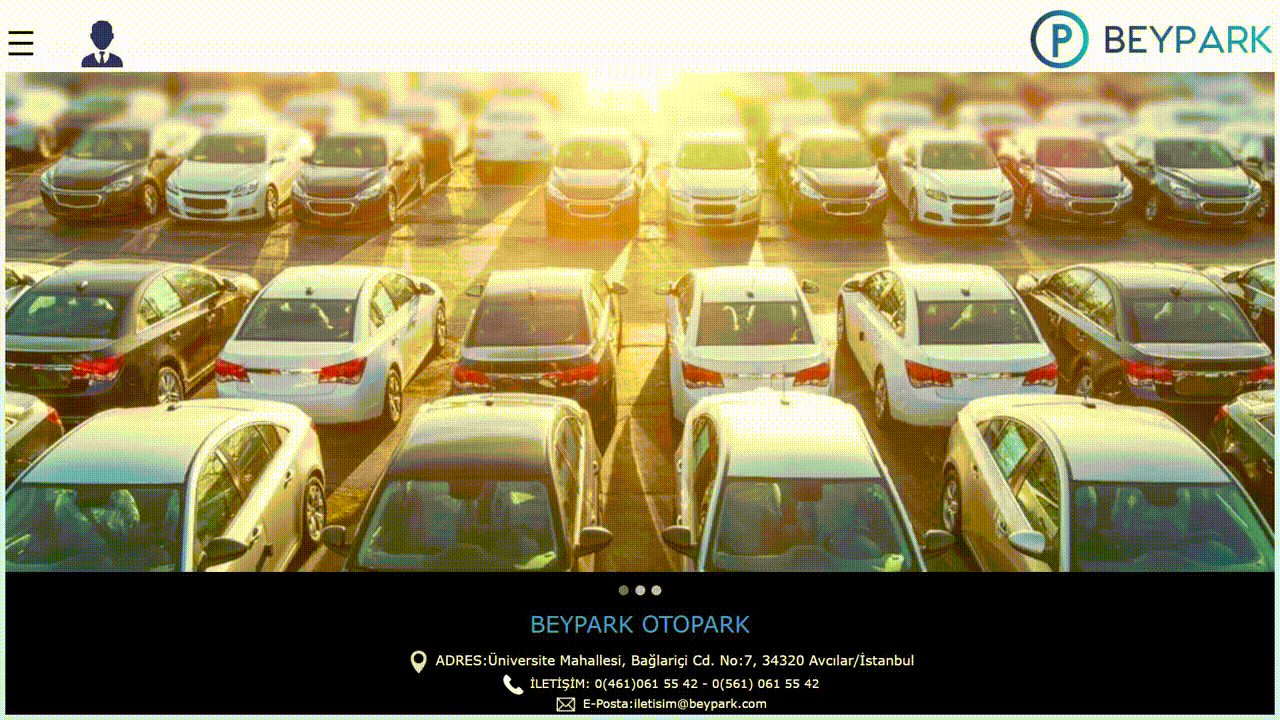 P BEYPARK
BEYPARK OTOPARK
ADRES:Üniversite Mahallesi, Bağlariçi Cd. No:7, 34320 Avcılar/İstanbul
İLETİŞİM: 0(461)061 55 42 - 0(561) 061 55 42
E-Posta:iletisim@beypark.com